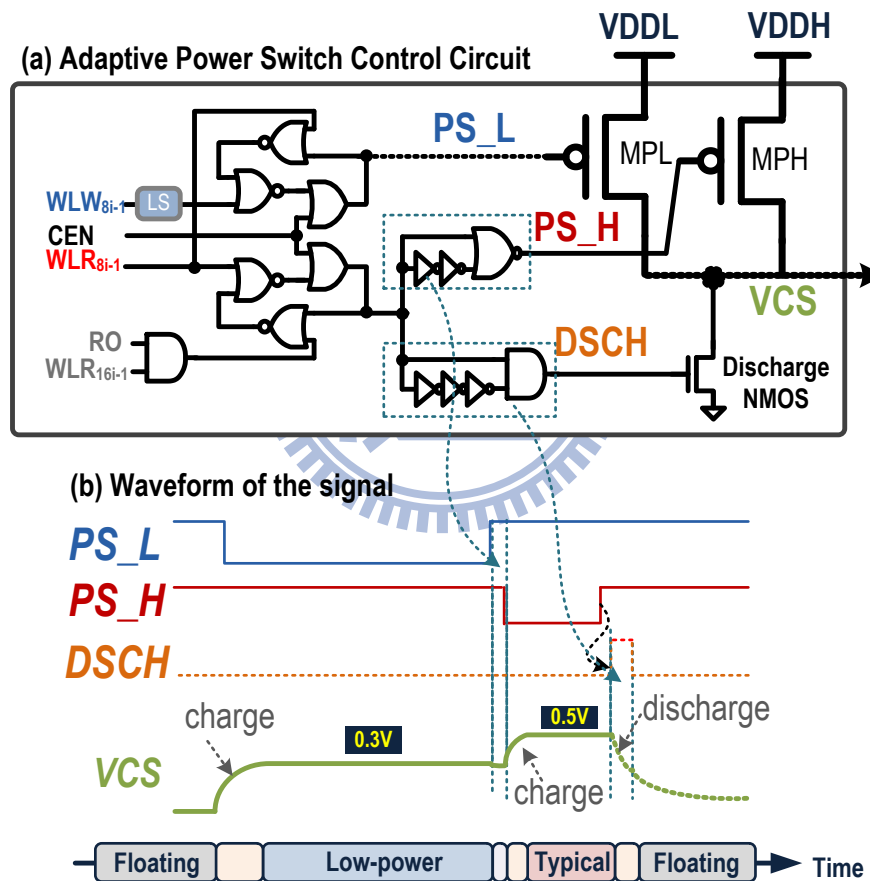 VDDL VDDH
(a) Adaptive Power Switch Control Circuit
PS_L
MPL
MPH
WLW8i-1
LS
CEN
PS_H
WLR8i-1
VCS
RO
DSCH
WLR16i-1
Discharge
NMOS
(b) Waveform of the signal
PS_L
PS_H
DSCH
charge
0.3V
0.5V
discharge
VCS
charge
Floating
Low-power
Typical
Floating
Time